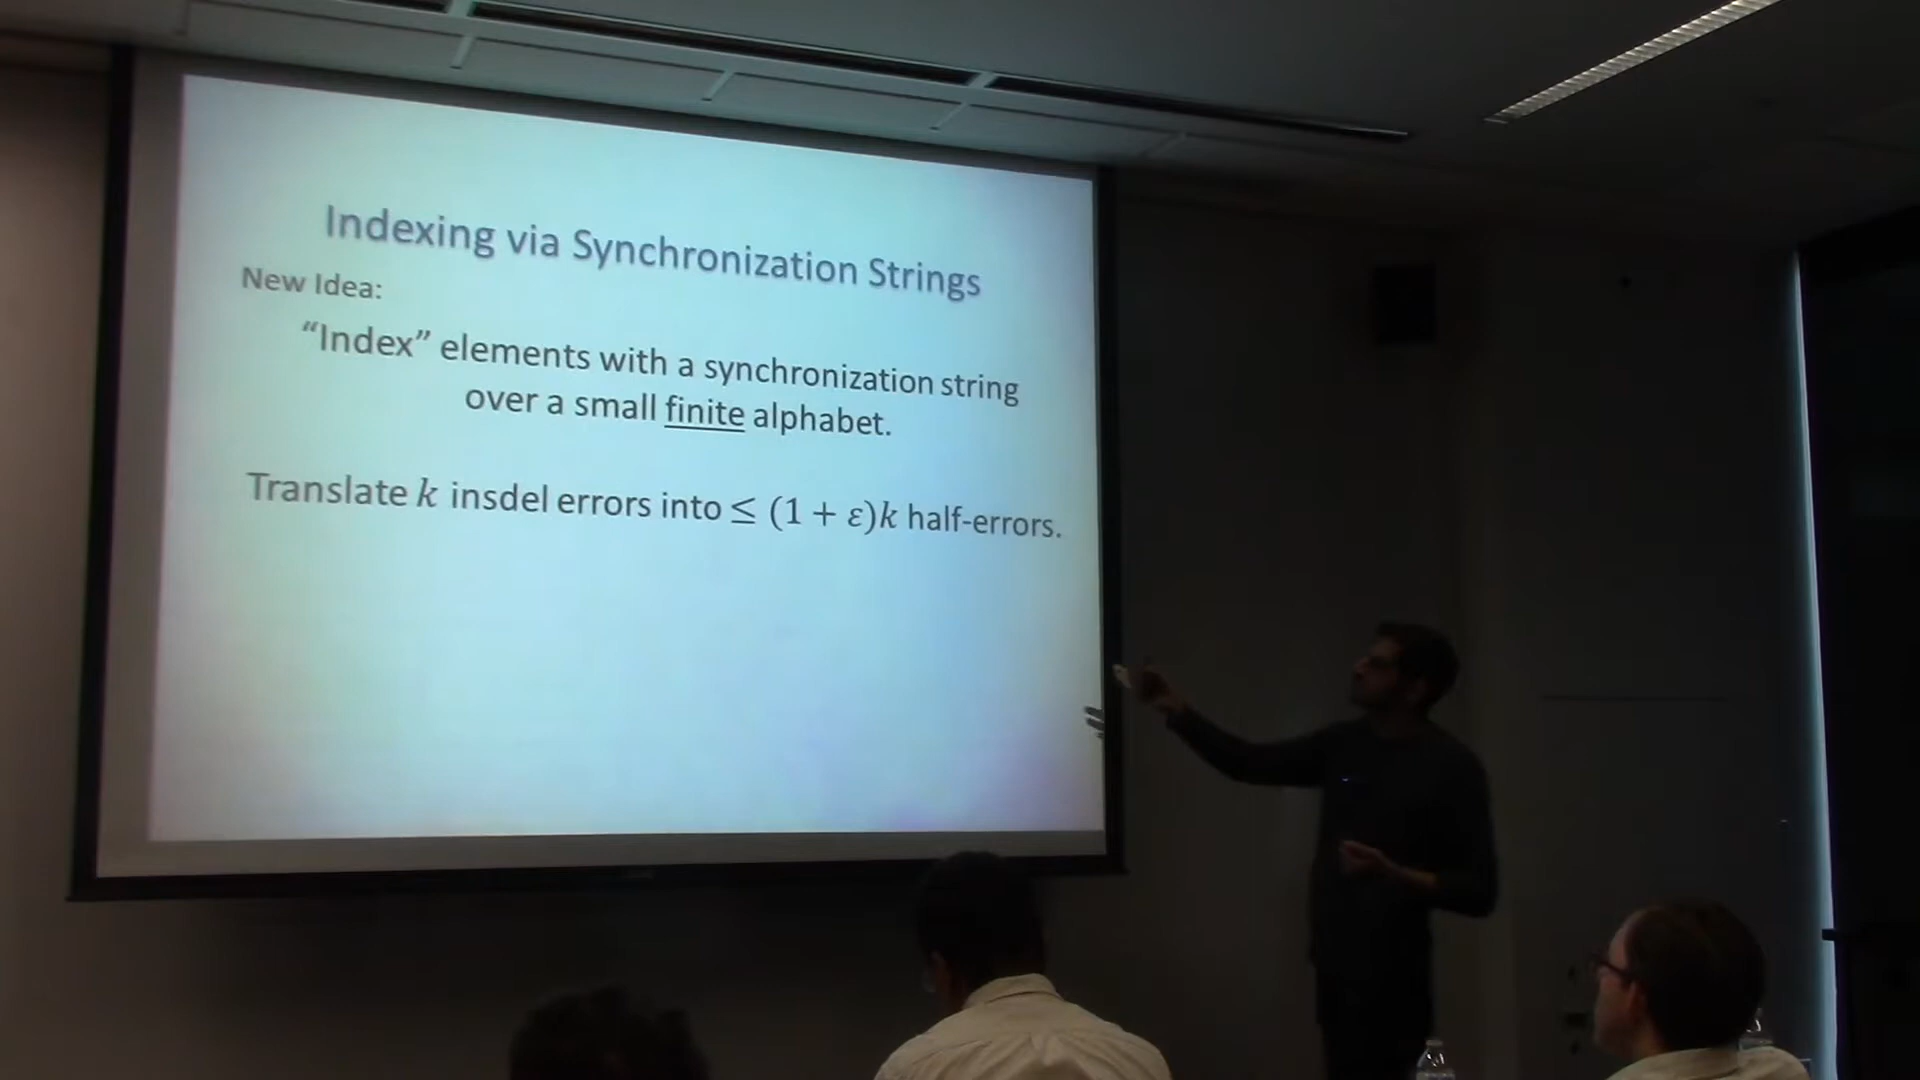 Indexing via Synchronization Strings
New Idea:
“Index” elements with a synchronization string
over a small finite alphabet.
Translate k insdel errors into ≤ (1 + ε)k half-errors.